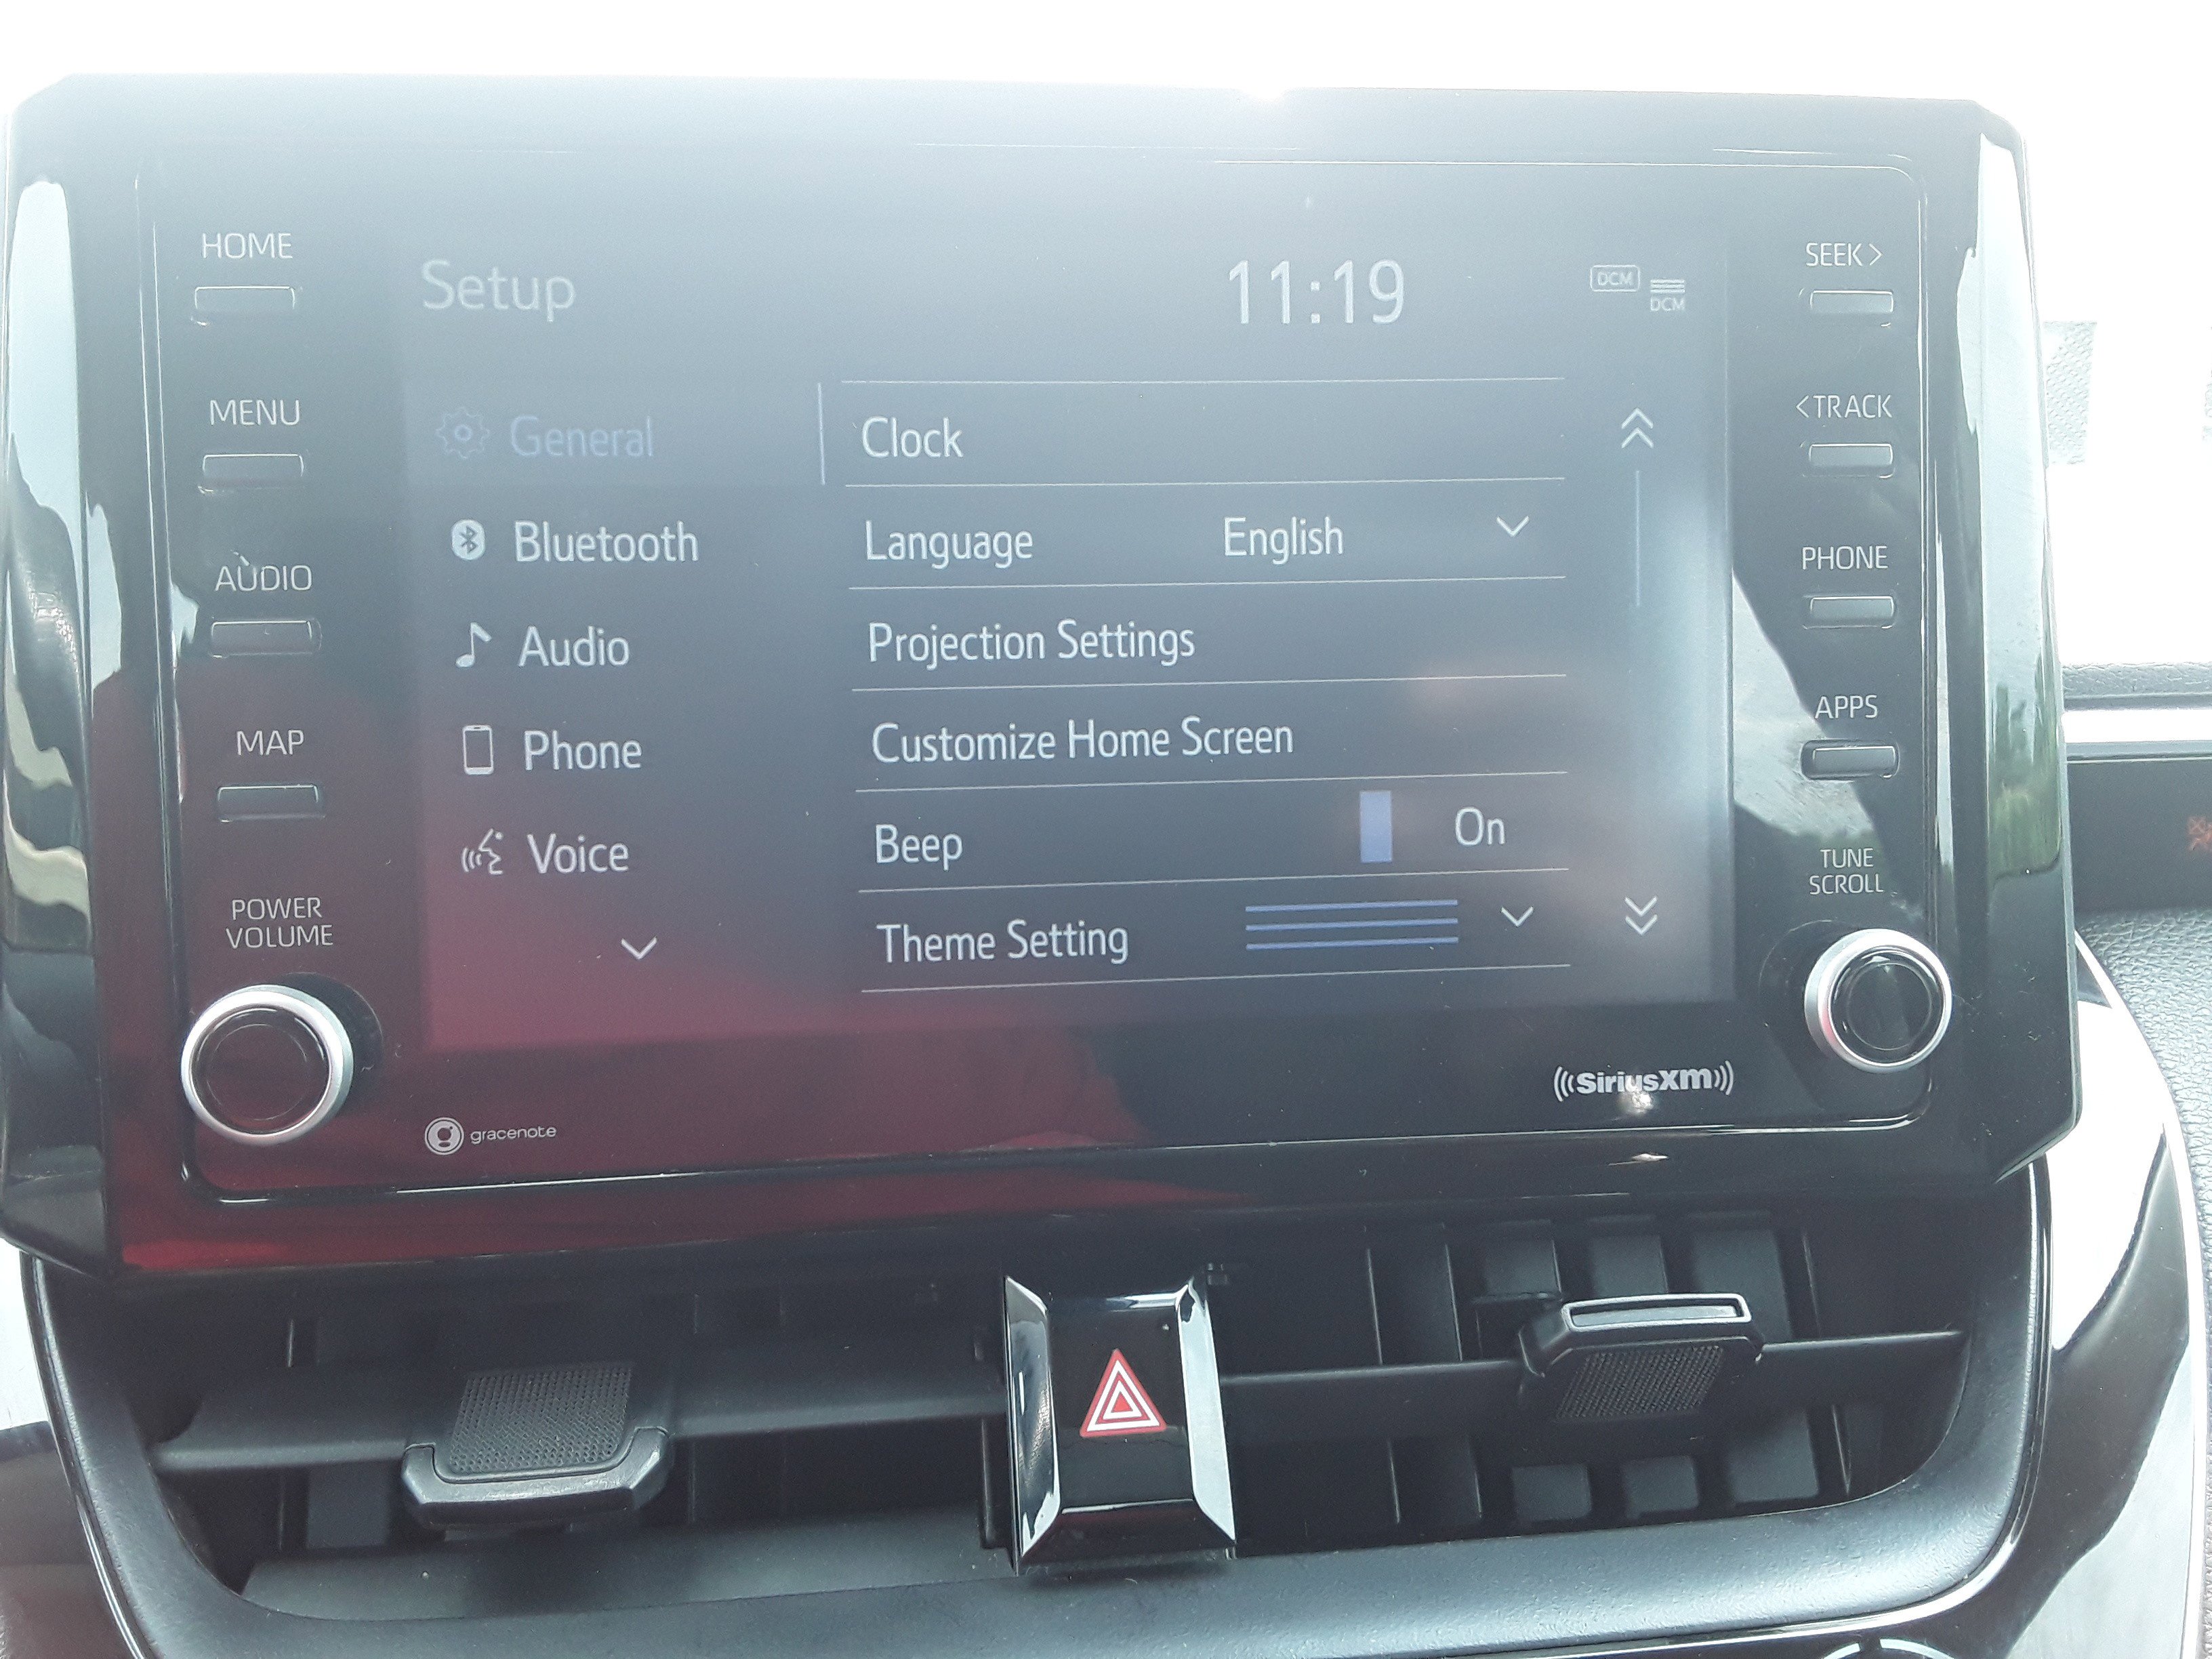 HOME
MENU
AUDIO
MAP
POWER
VOLUME
Setup
11:19
DCM
DCM
General
Bluetooth
Audio
Phone
Voice
Clock
Language English
Projection Settings
Customize Home Screen
Beep On
Theme Setting
SEEK>
<TRACK
PHONE
APPS
TUNE
SCROLL
gracenote
(((SiriusXM)))